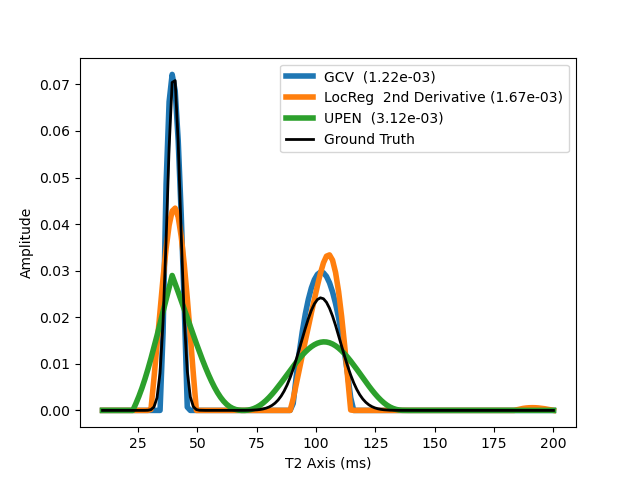 GCV (1.22e-03)
LocReg 2nd Derivative (1.67e-03)
UPEN (3.12e-03)
Ground Truth
Amplitude
0.07
0.06
0.05
0.04
0.03
0.02
0.01
0.00
25 50 75 100 125 150 175 200
T2 Axis (ms)